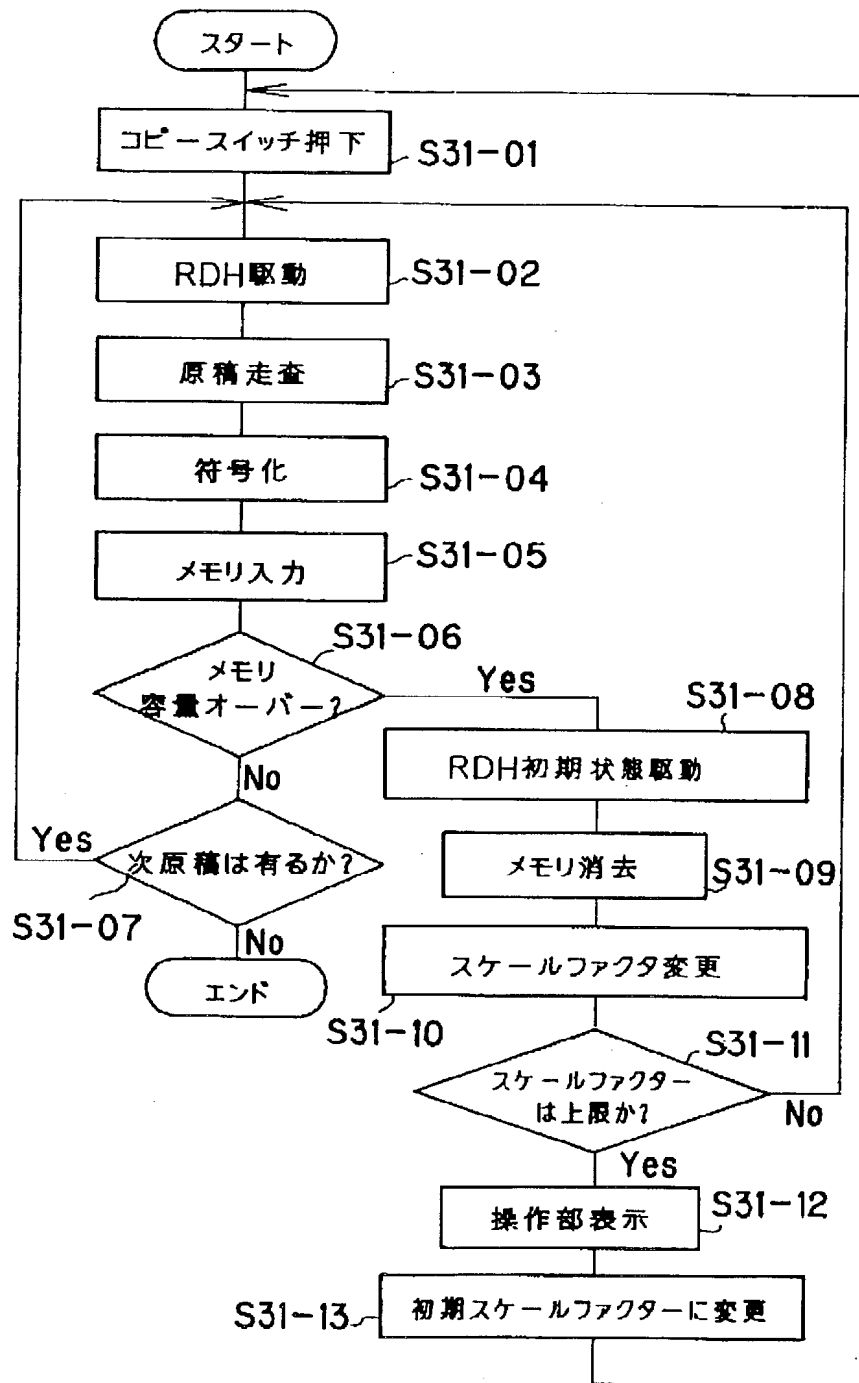 スタート
コピースイッチ押下
S31-01
RDH駆動
S31-02
原稿走査
S31-03
符号化
S31-04
メモリ入力
S31-05
メモリ
容量オーバー?
S31-06
Yes
No
次原稿は有るか?
S31-07
Yes
No
エンド
RDH初期状態駆動
S31-08
メモリ消去
S31-09
スケールファクタ変更
S31-10
スケールファクター
は上限か?
S31-11
No
Yes
操作部表示
S31-12
初期スケールファクターに変更
S31-13